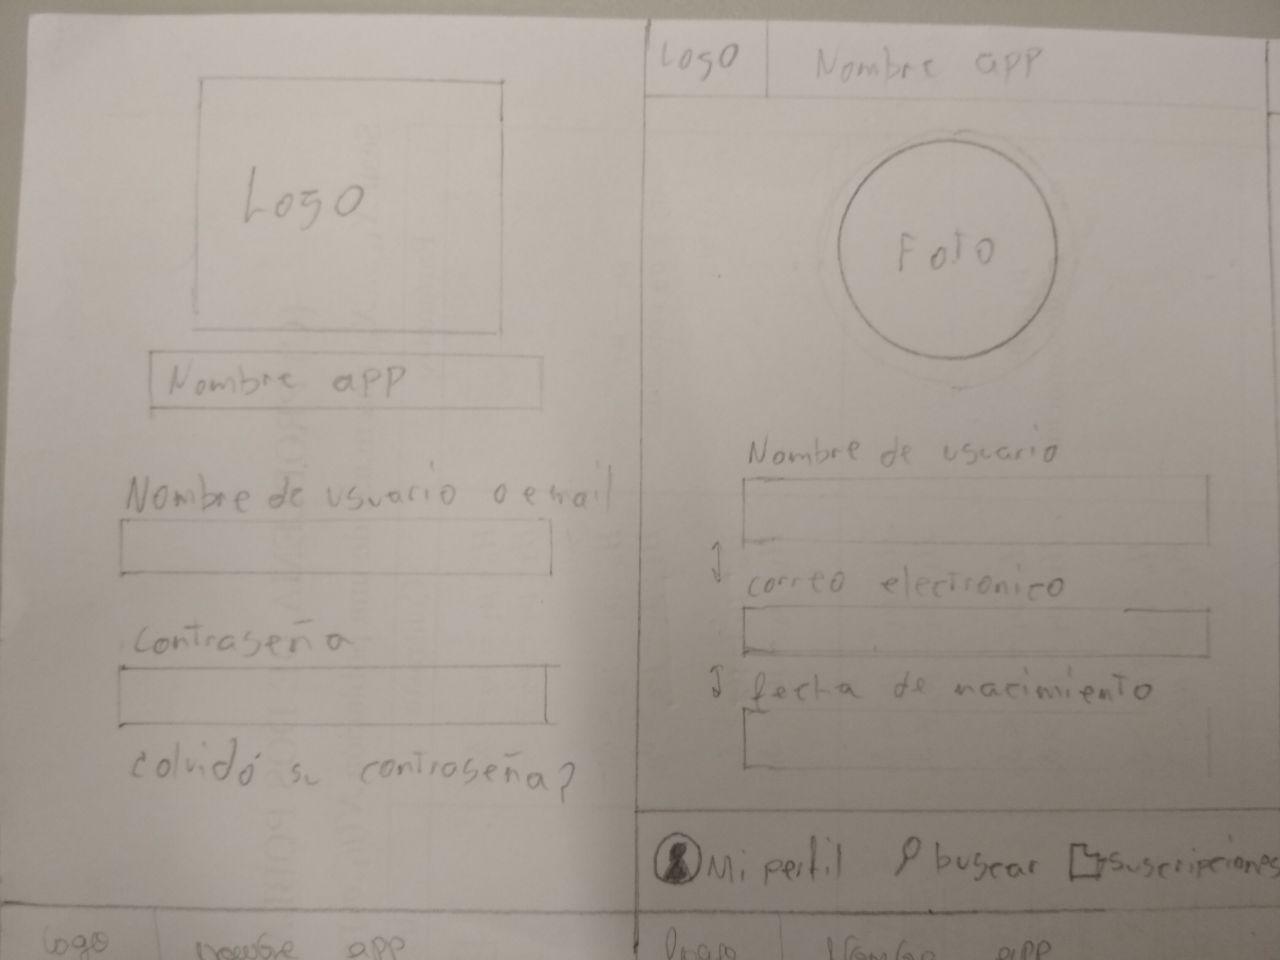 Logo
Nombre app
Nombre de usuario o email
Contraseña
¿olvidó su contraseña?
Logo
Nombre app
Foto
Nombre de usuario
correo electronico
fecha de nacimiento
Mi perfil
buscar
suscripciones
logo
nombre app
logo
Nombre app